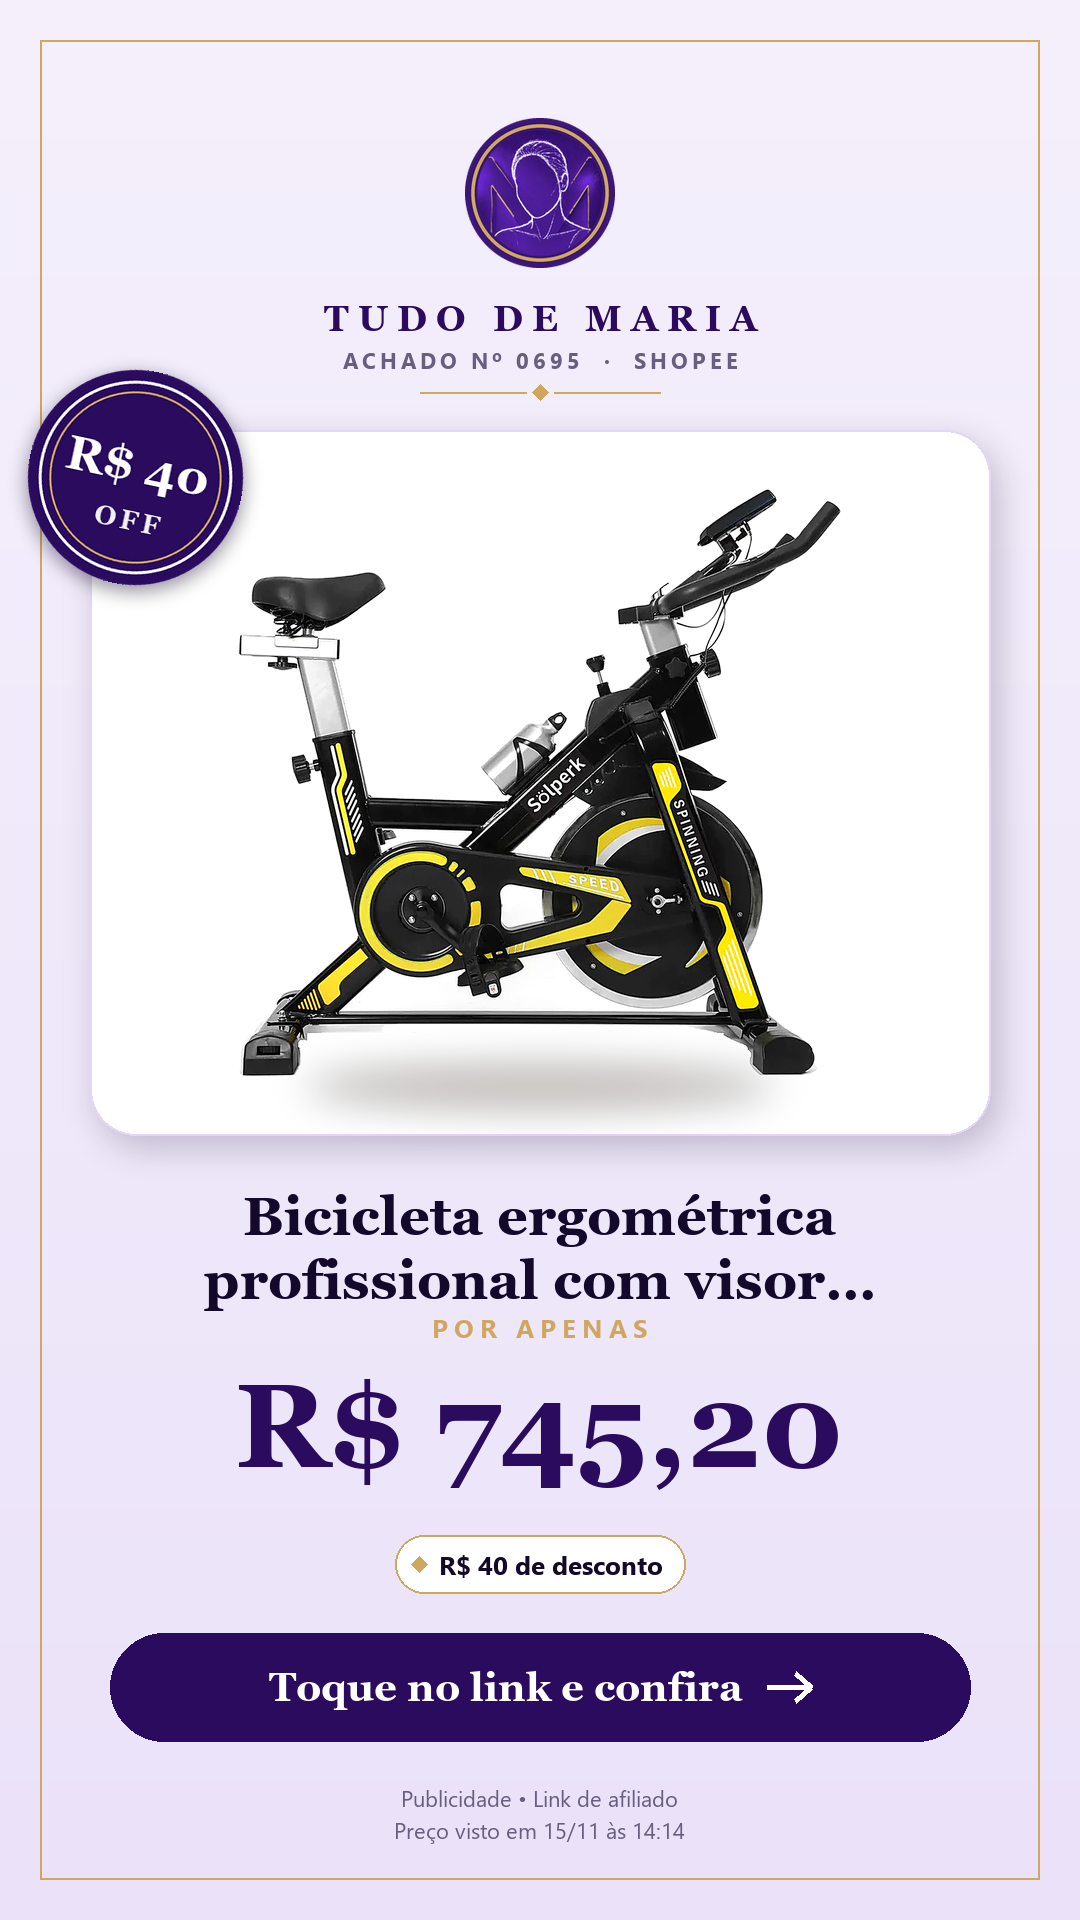 TUDO DE MARIA
ACHADO Nº 0695 · SHOPEE
R$ 40
OFF
Sölperk
SPINNING
SPEED
Bicicleta ergométrica
profissional com visor...
POR APENAS
R$ 745,20
R$ 40 de desconto
Toque no link e confira →
Publicidade • Link de afiliado
Preço visto em 15/11 às 14:14